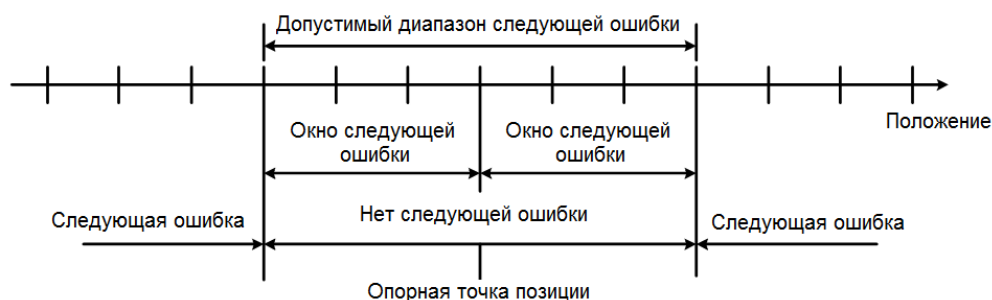 Допустимый диапазон следующей ошибки
Положение
Окно следующей
ошибки
Окно следующей
ошибки
Следующая ошибка
Нет следующей ошибки
Следующая ошибка
Опорная точка позиции